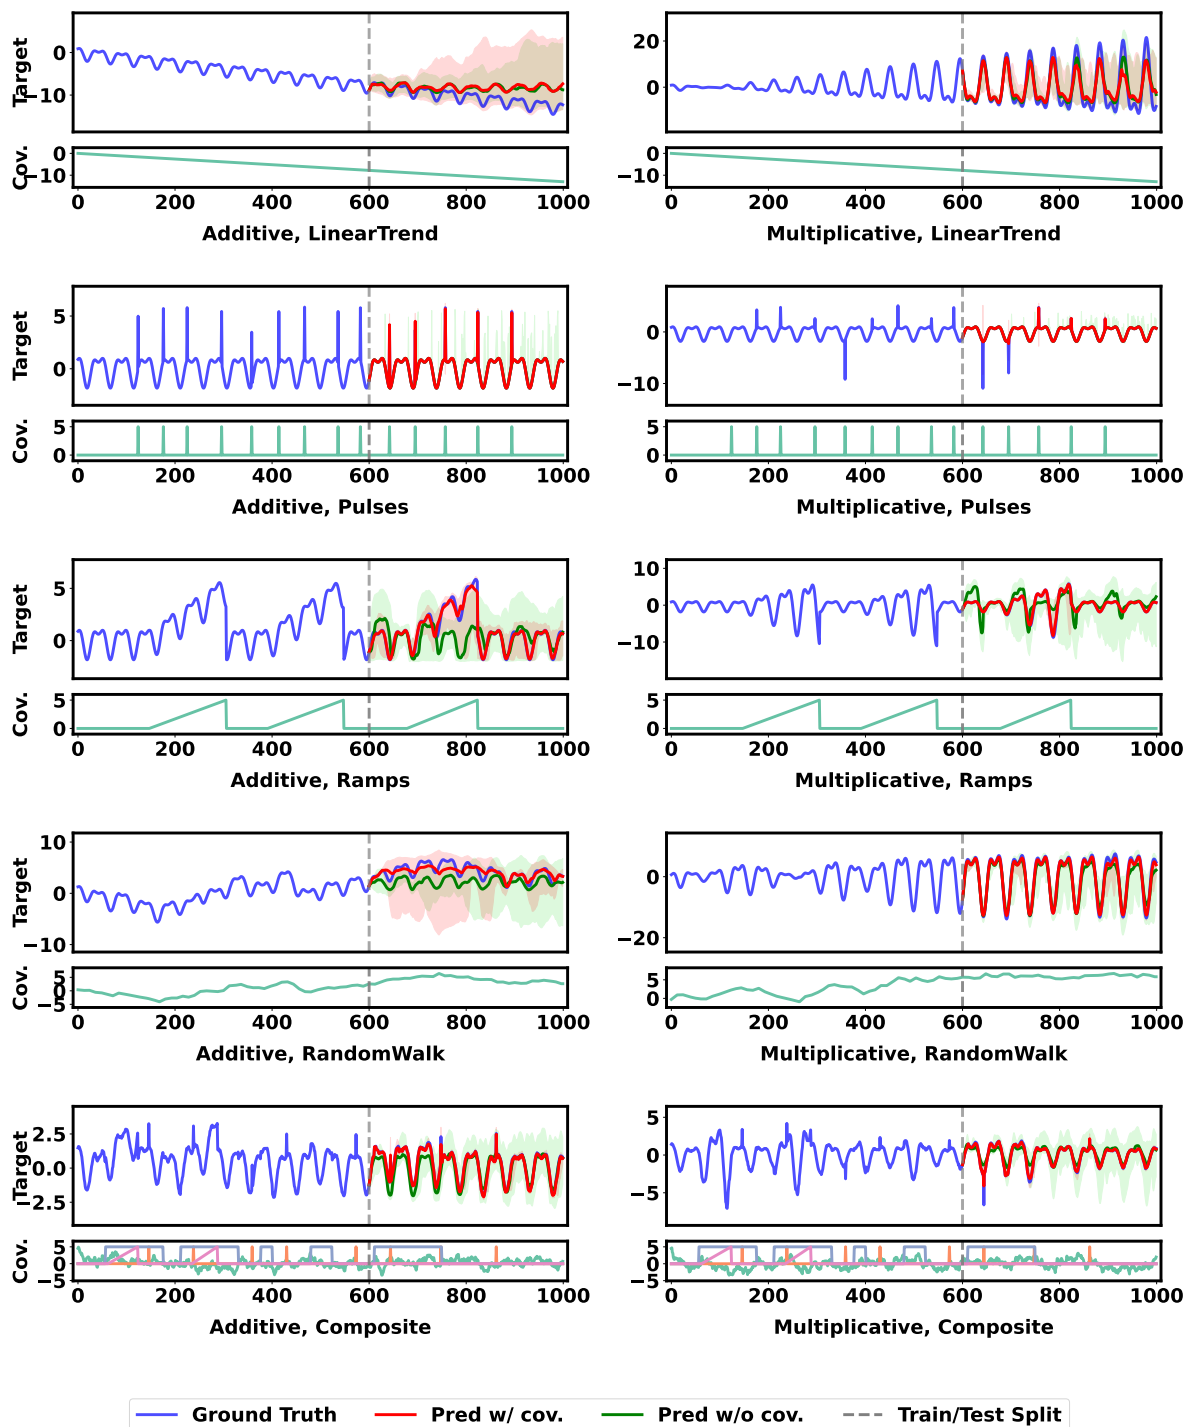 Target
0
−10
20
0
Cov.
0
−10
0
−10
0 200 400 600 800 1000
0 200 400 600 800 1000
Additive, LinearTrend
Multiplicative, LinearTrend
Target
5
0
0
−10
Cov.
5
0
5
0
0 200 400 600 800 1000
0 200 400 600 800 1000
Additive, Pulses
Multiplicative, Pulses
Target
5
0
10
0
−10
Cov.
5
0
5
0
0 200 400 600 800 1000
0 200 400 600 800 1000
Additive, Ramps
Multiplicative, Ramps
Target
10
0
−10
0
−20
Cov.
5
−5
5
0
0 200 400 600 800 1000
0 200 400 600 800 1000
Additive, RandomWalk
Multiplicative, RandomWalk
Target
2.5
0.0
−2.5
5
0
−5
Cov.
5
0
−5
5
0
−5
0 200 400 600 800 1000
0 200 400 600 800 1000
Additive, Composite
Multiplicative, Composite
Ground Truth Pred w/ cov. Pred w/o cov. Train/Test Split